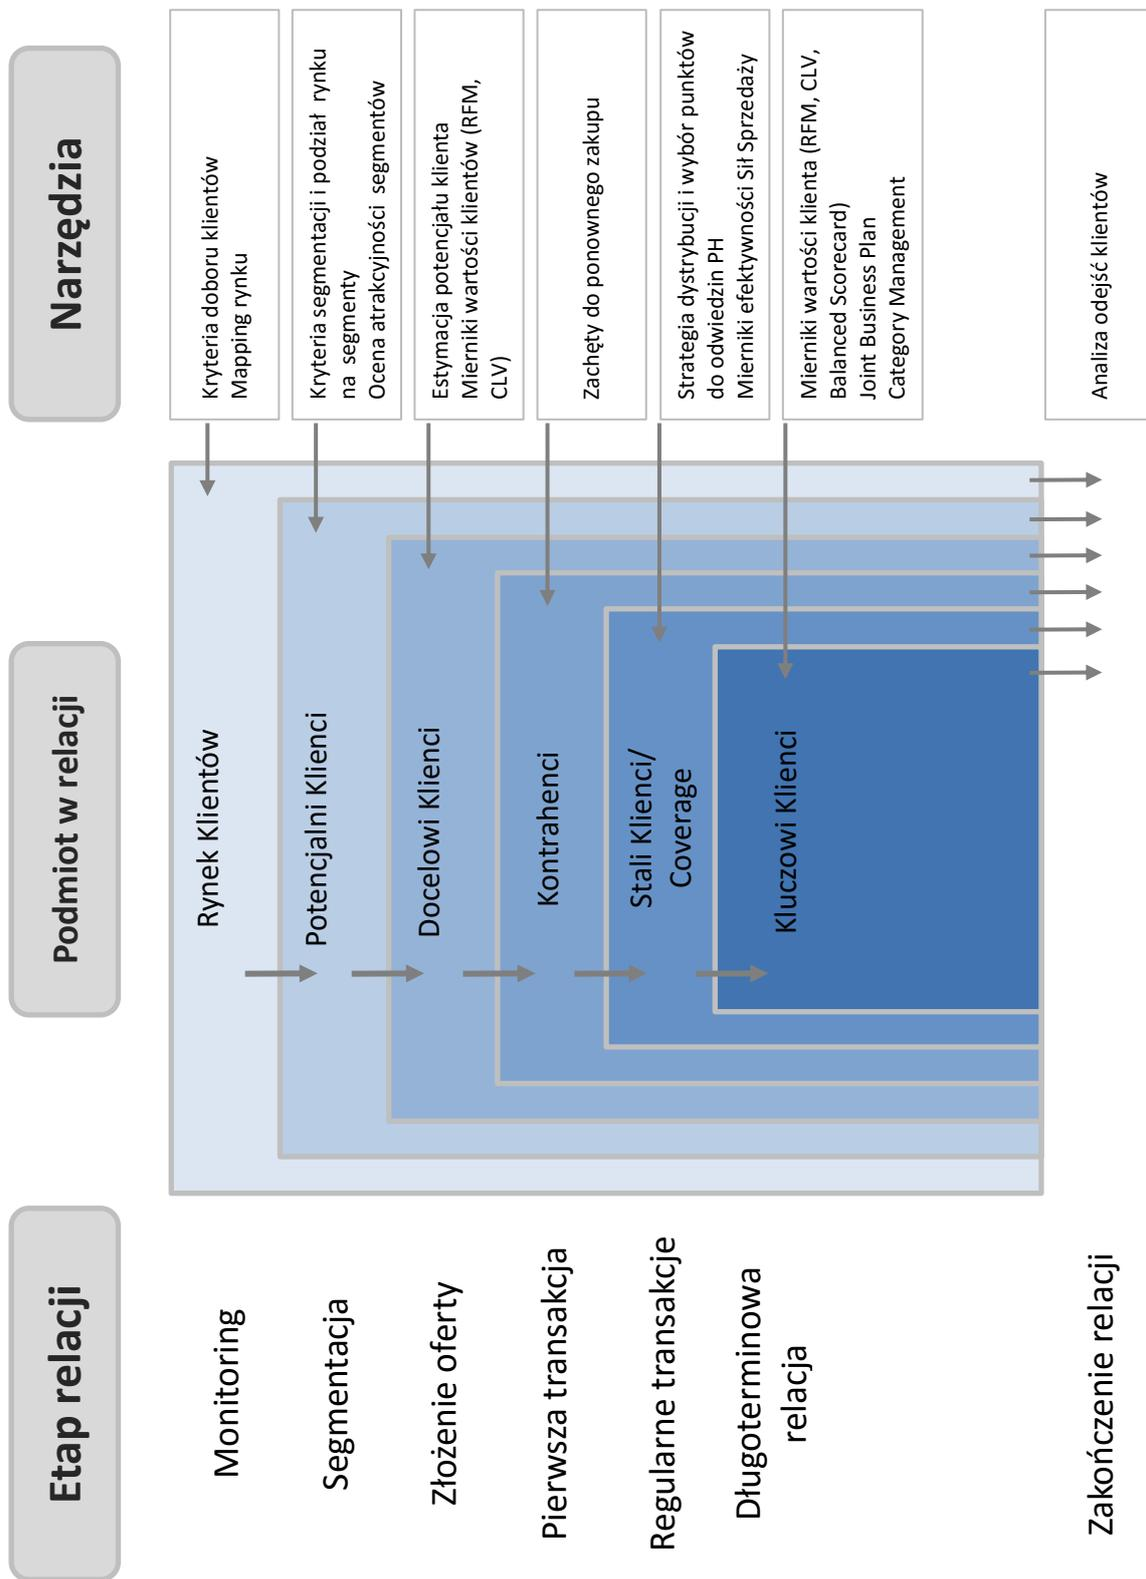 Etap relacji
Podmiot w relacji
Narzędzia
Monitoring
Rynek Klientów
Kryteria doboru klientów
Mapping rynku
Segmentacja
Potencjalni Klienci
Kryteria segmentacji i podział rynku
na segmenty
Ocena atrakcyjności segmentów
Złożenie oferty
Docelowi Klienci
Estymacja potencjału klienta
Mierniki wartości klientów (RFM,
CLV)
Pierwsza transakcja
Kontrahenci
Zachęty do ponownego zakupu
Regularne transakcje
Stali Klienci/
Coverage
Strategia dystrybucji i wybór punktów
do odwiedzin PH
Mierniki efektywności Sił Sprzedaży
Długoterminowa
relacja
Kluczowi Klienci
Mierniki wartości klienta (RFM, CLV,
Balanced Scorecard)
Joint Business Plan
Category Management
Zakończenie relacji
Analiza odejść klientów